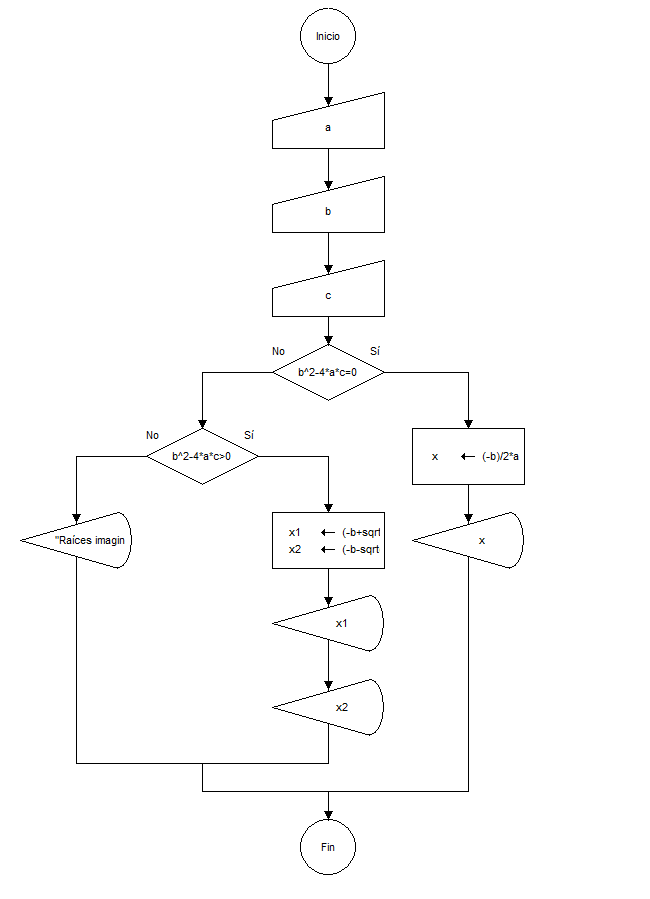 Inicio
a
b
c
No
Sí
b^2-4*a*c=0
No
Sí
b^2-4*a*c>0
x ← (-b)/2*a
"Raíces imagin
x1 ← (-b+sqrt
x2 ← (-b-sqrt
x
x1
x2
Fin